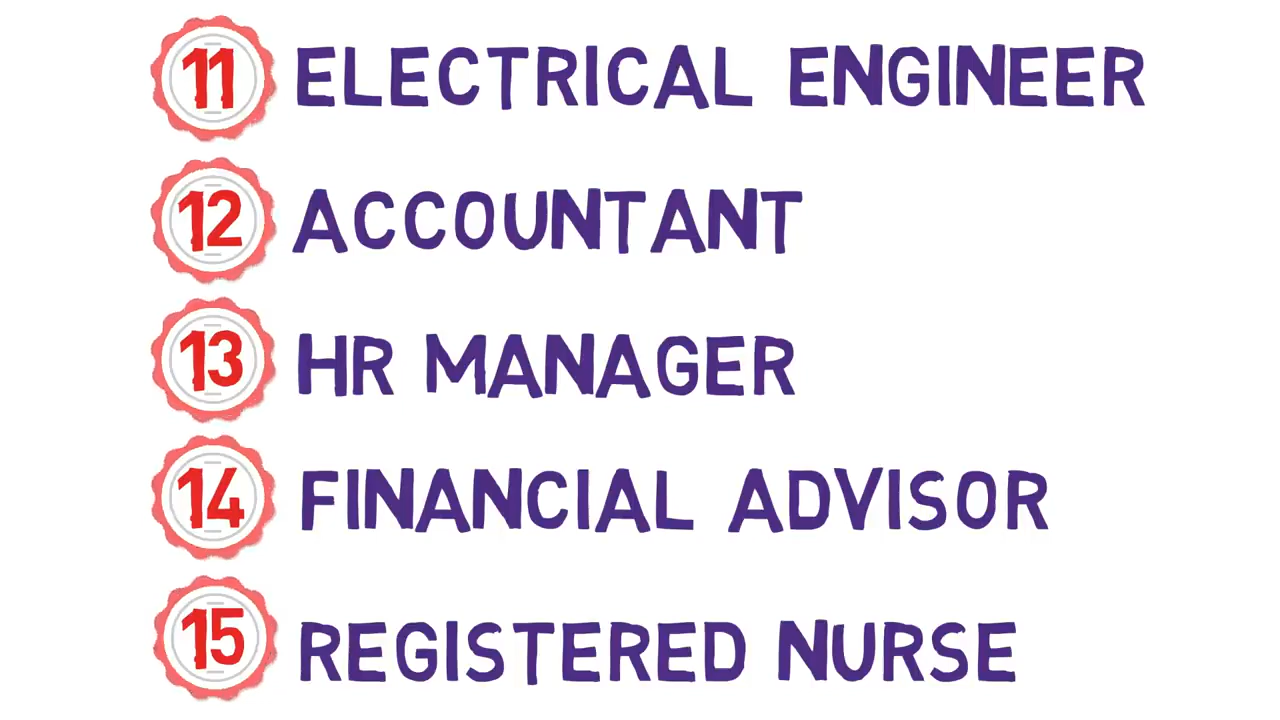 11 ELECTRICAL ENGINEER
12 ACCOUNTANT
13 HR MANAGER
14 FINANCIAL ADVISOR
15 REGISTERED NURSE